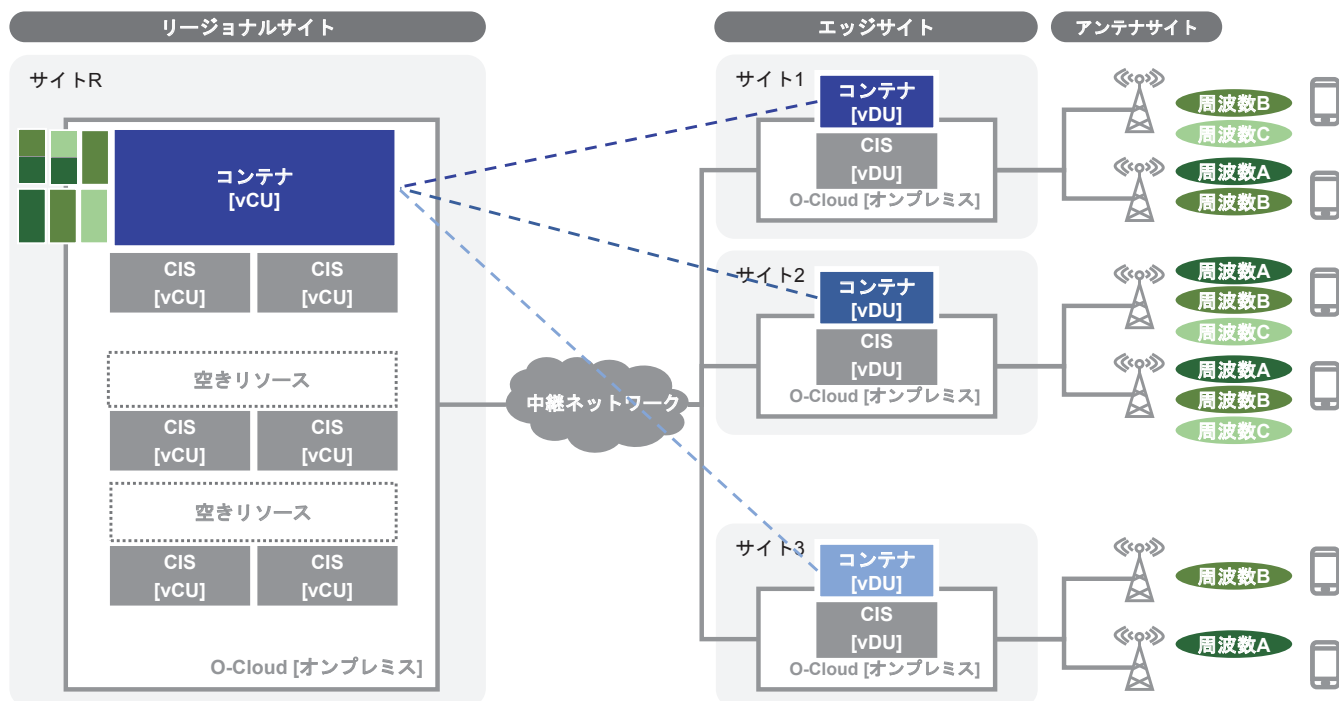 リージョナルサイト
エッジサイト
アンテナサイト
サイトR
コンテナ
[vCU]
CIS
[vCU]
CIS
[vCU]
空きリソース
CIS
[vCU]
CIS
[vCU]
空きリソース
CIS
[vCU]
CIS
[vCU]
O-Cloud [オンプレミス]
中継ネットワーク
サイト1
コンテナ
[vDU]
CIS
[vDU]
O-Cloud [オンプレミス]
周波数B
周波数C
周波数A
周波数B
サイト2
コンテナ
[vDU]
CIS
[vDU]
O-Cloud [オンプレミス]
周波数A
周波数B
周波数C
周波数A
周波数B
周波数C
サイト3
コンテナ
[vDU]
CIS
[vDU]
O-Cloud [オンプレミス]
周波数B
周波数A